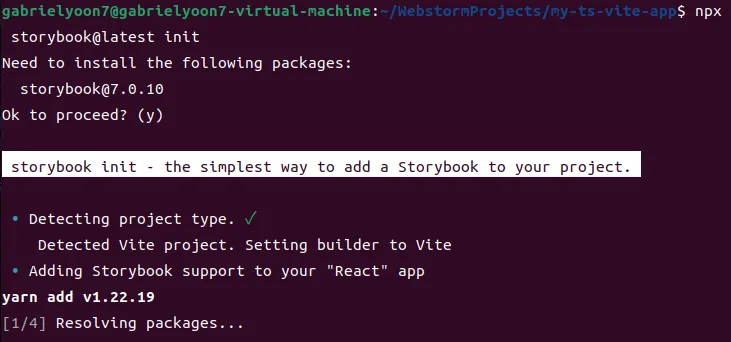 gabrielyoon7@gabrielyoon7-virtual-machine:~/WebstormProjects/my-ts-vite-app$ npx
storybook@latest init
Need to install the following packages:
storybook@7.0.10
Ok to proceed? (y)
storybook init - the simplest way to add a Storybook to your project.
• Detecting project type. ✓
Detected Vite project. Setting builder to Vite
• Adding Storybook support to your "React" app
yarn add v1.22.19
[1/4] Resolving packages...